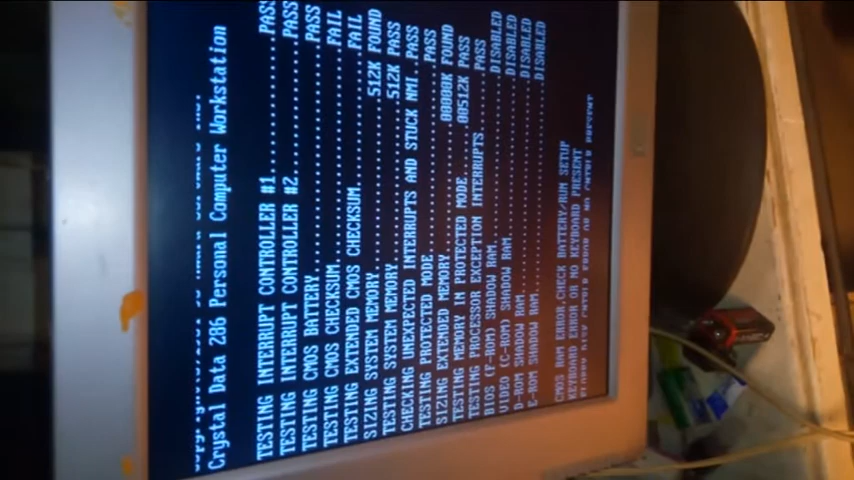 Crystal Data 286 Personal Computer Workstation
TESTING INTERRUPT CONTROLLER #1.................PASS
TESTING INTERRUPT CONTROLLER #2.................PASS
TESTING CMOS BATTERY............................PASS
TESTING CMOS CHECKSUM...........................FAIL
TESTING EXTENDED CMOS CHECKSUM..................FAIL
SIZING SYSTEM MEMORY......................512K FOUND
TESTING SYSTEM MEMORY.....................512K PASS
CHECKING UNEXPECTED INTERRUPTS AND STUCK NMI....PASS
TESTING PROTECTED MODE..........................PASS
SIZING EXTENDED MEMORY...................00000K FOUND
TESTING MEMORY IN PROTECTED MODE.........00512K PASS
TESTING PROCESSOR EXCEPTION INTERRUPTS..........PASS
BIOS (F-ROM) SHADOW RAM.....................DISABLED
VIDEO (C-ROM) SHADOW RAM....................DISABLED
D-ROM SHADOW RAM............................DISABLED
E-ROM SHADOW RAM............................DISABLED
CMOS RAM ERROR,CHECK BATTERY/RUN SETUP
KEYBOARD ERROR OR NO KEYBOARD PRESENT